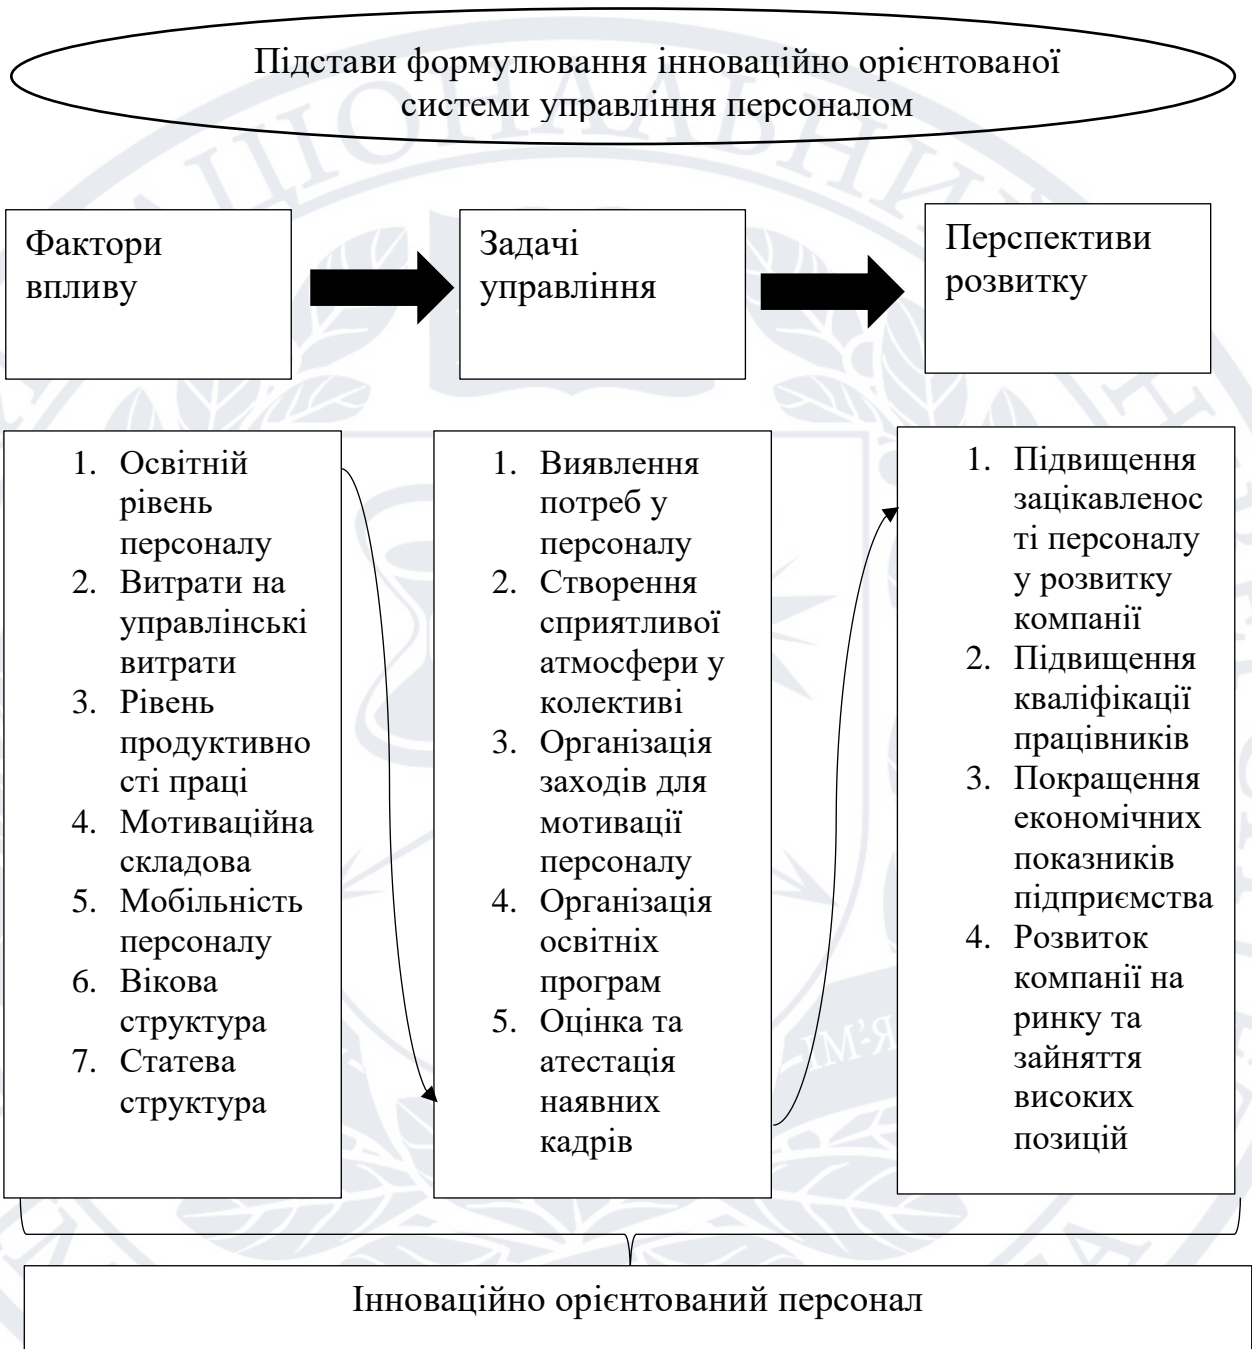 Підстави формулювання інноваційно орієнтованої
системи управління персоналом
Фактори
впливу
Задачі
управління
Перспективи
розвитку
1. Освітній
рівень
персоналу
2. Витрати на
управлінські
витрати
3. Рівень
продуктивно
сті праці
4. Мотиваційна
складова
5. Мобільність
персоналу
6. Вікова
структура
7. Статева
структура
1. Виявлення
потреб у
персоналу
2. Створення
сприятливої
атмосфери у
колективі
3. Організація
заходів для
мотивації
персоналу
4. Організація
освітніх
програм
5. Оцінка та
атестація
наявних
кадрів
1. Підвищення
зацікавленос
ті персоналу
у розвитку
компанії
2. Підвищення
кваліфікації
працівників
3. Покращення
економічних
показників
підприємства
4. Розвиток
компанії на
ринку та
зайняття
високих
позицій
Інноваційно орієнтований персонал